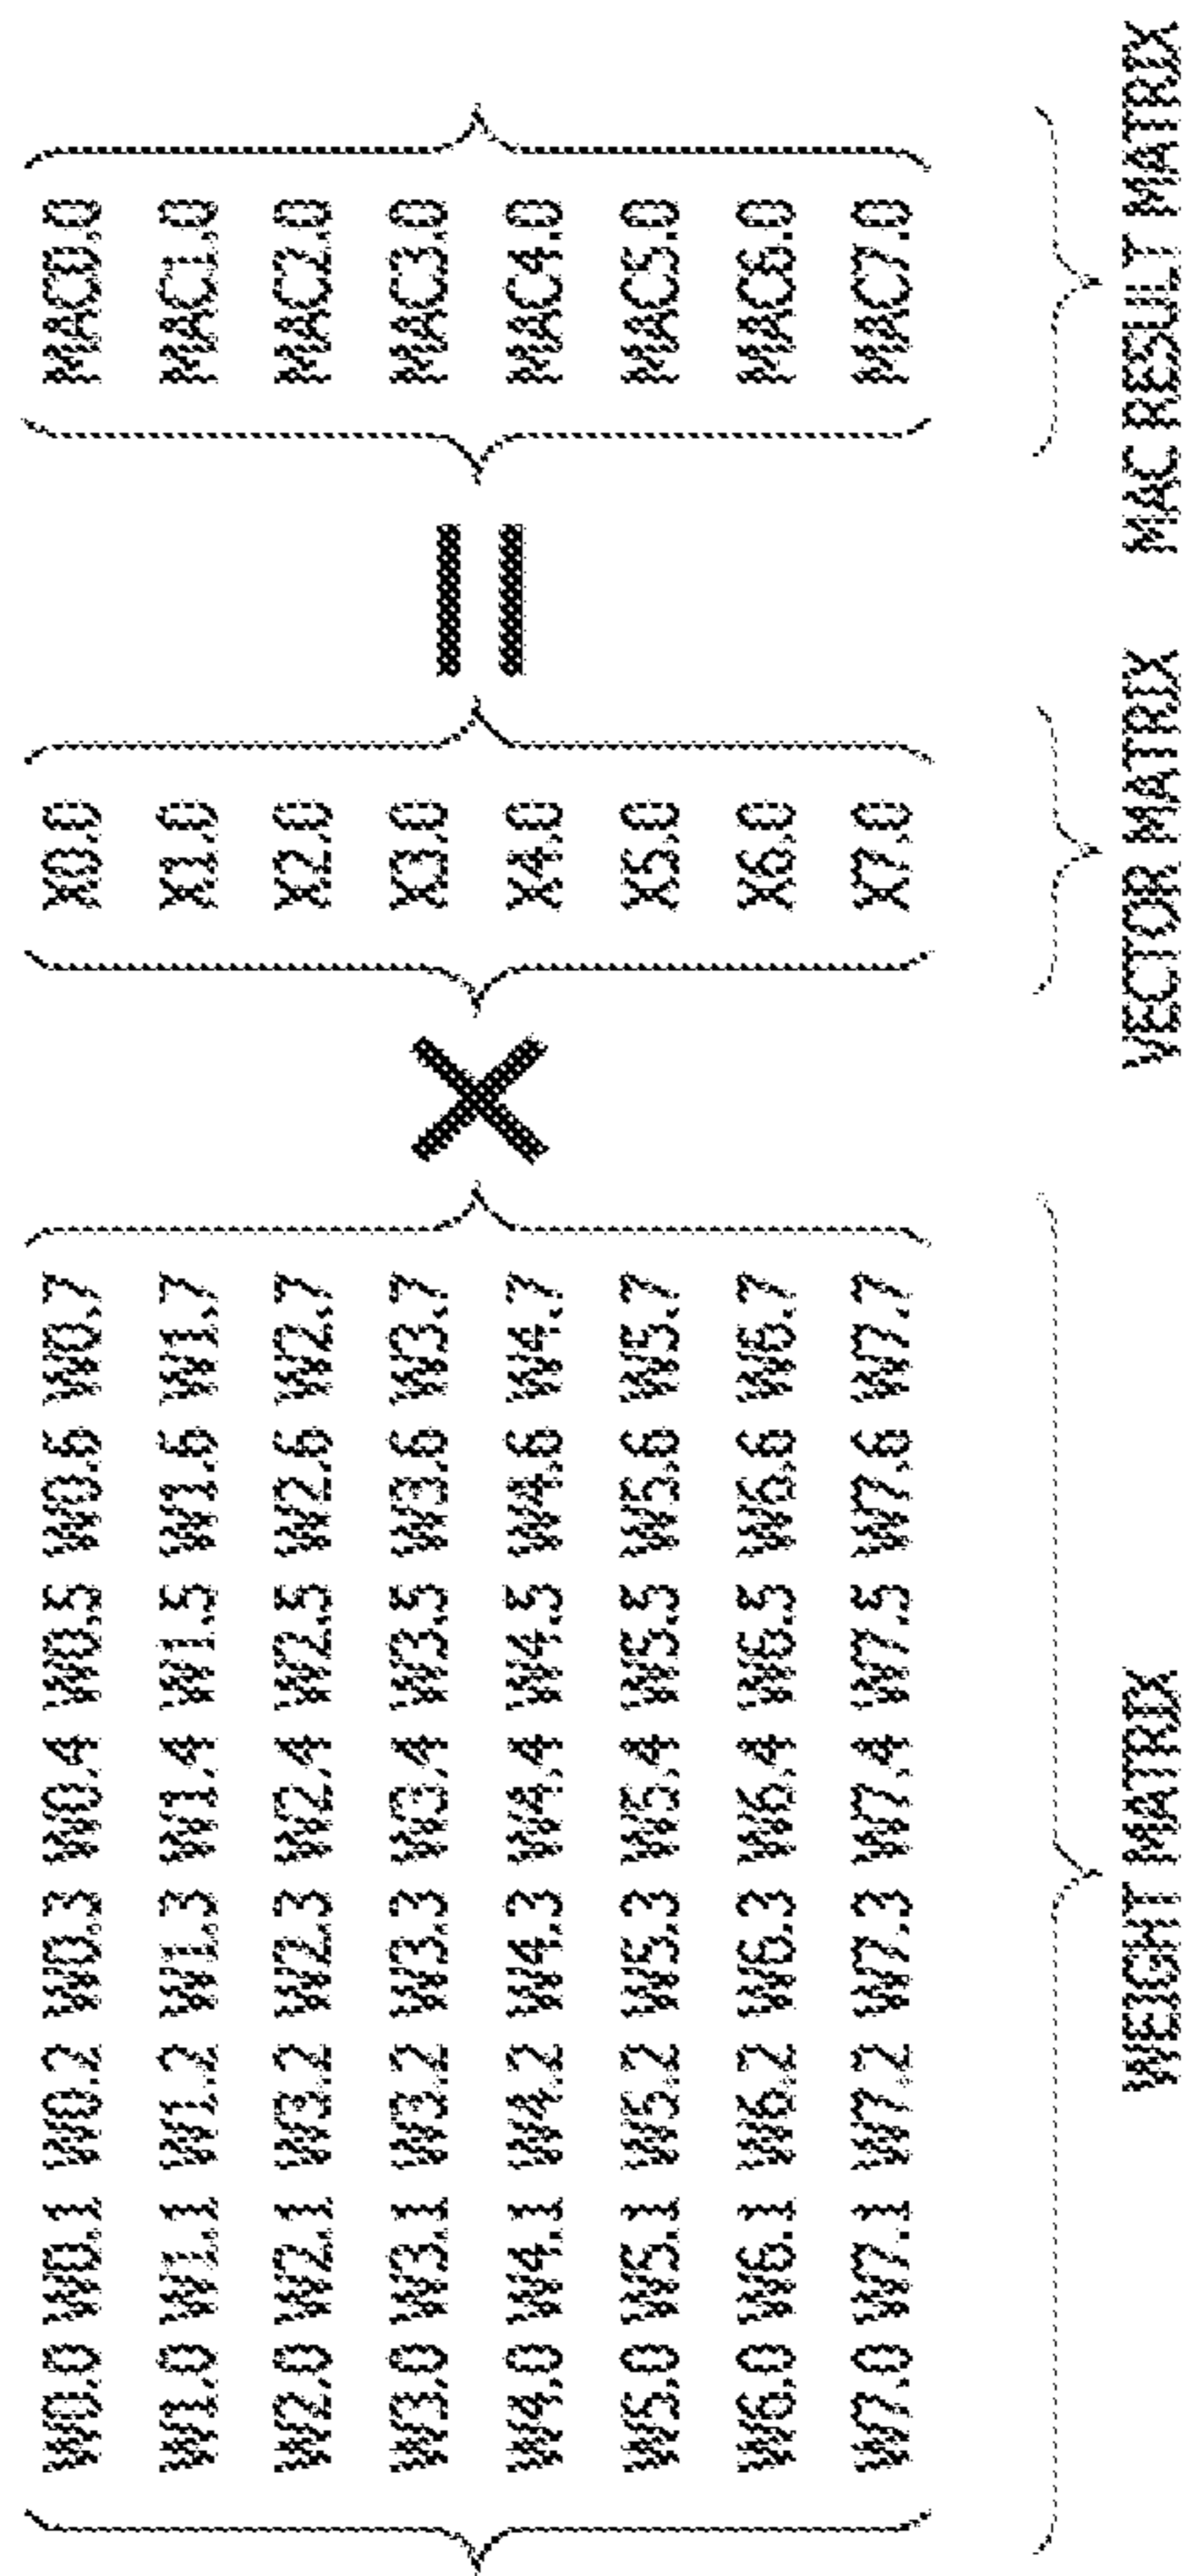 W0.0 W0.1 W0.2 W0.3 W0.4 W0.5 W0.6 W0.7 X0.0 MAC0.0
W1.0 W1.1 W1.2 W1.3 W1.4 W1.5 W1.6 W1.7 X1.0 MAC1.0
W2.0 W2.1 W3.2 W2.3 W2.4 W2.5 W2.6 W2.7 X2.0 MAC2.0
W3.0 W3.1 W3.2 W3.3 W3.4 W3.5 W3.6 W3.7 X3.0 MAC3.0
W4.0 W4.1 W4.2 W4.3 W4.4 W4.5 W4.6 W4.7 X4.0 MAC4.0
W5.0 W5.1 W5.2 W5.3 W5.4 W5.5 W5.6 W5.7 X5.0 MAC5.0
W6.0 W6.1 W6.2 W6.3 W6.4 W6.5 W6.6 W6.7 X6.0 MAC6.0
W7.0 W7.1 W7.2 W7.3 W7.4 W7.5 W7.6 W7.7 X7.0 MAC7.0
× =
WEIGHT MATRIX VECTOR MATRIX MAC RESULT MATRIX